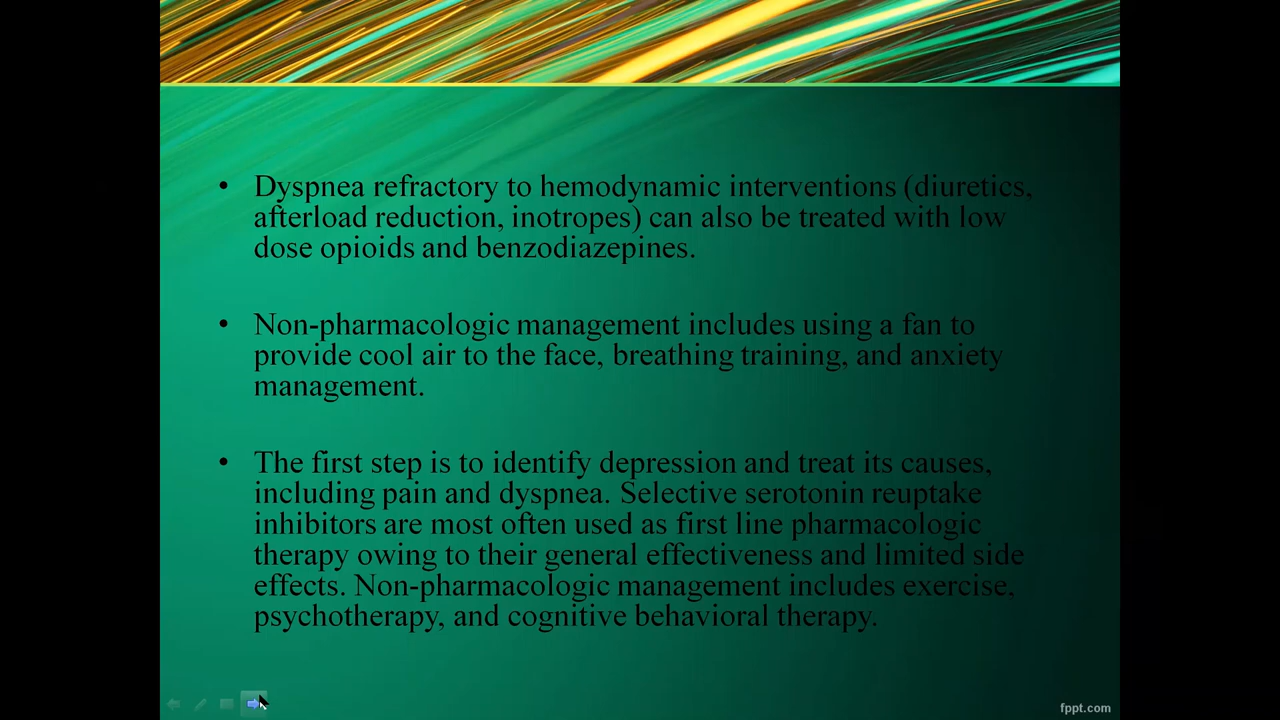 • Dyspnea refractory to hemodynamic interventions (diuretics,
afterload reduction, inotropes) can also be treated with low
dose opioids and benzodiazepines.
• Non-pharmacologic management includes using a fan to
provide cool air to the face, breathing training, and anxiety
management.
• The first step is to identify depression and treat its causes,
including pain and dyspnea. Selective serotonin reuptake
inhibitors are most often used as first line pharmacologic
therapy owing to their general effectiveness and limited side
effects. Non-pharmacologic management includes exercise,
psychotherapy, and cognitive behavioral therapy.
fppt.com